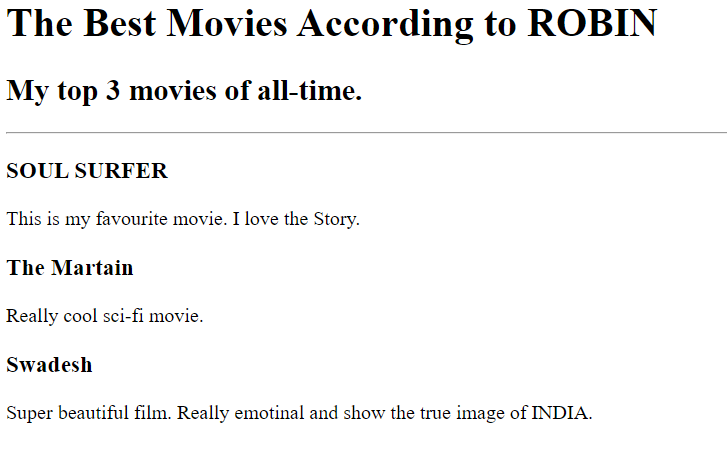 The Best Movies According to ROBIN
My top 3 movies of all-time.
SOUL SURFER
This is my favourite movie. I love the Story.
The Martain
Really cool sci-fi movie.
Swadesh
Super beautiful film. Really emotinal and show the true image of INDIA.